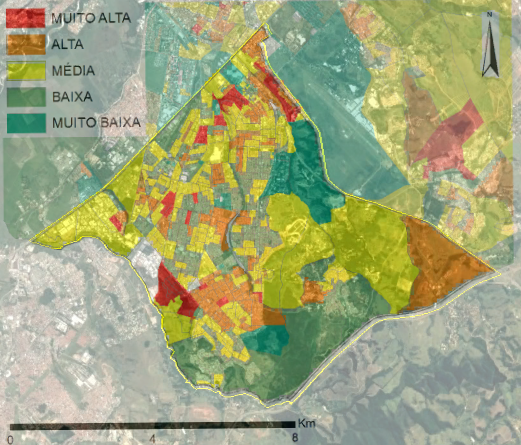 MUITO ALTA
N
ALTA
MÉDIA
BAIXA
MUITO BAIXA
Km
0 4 8